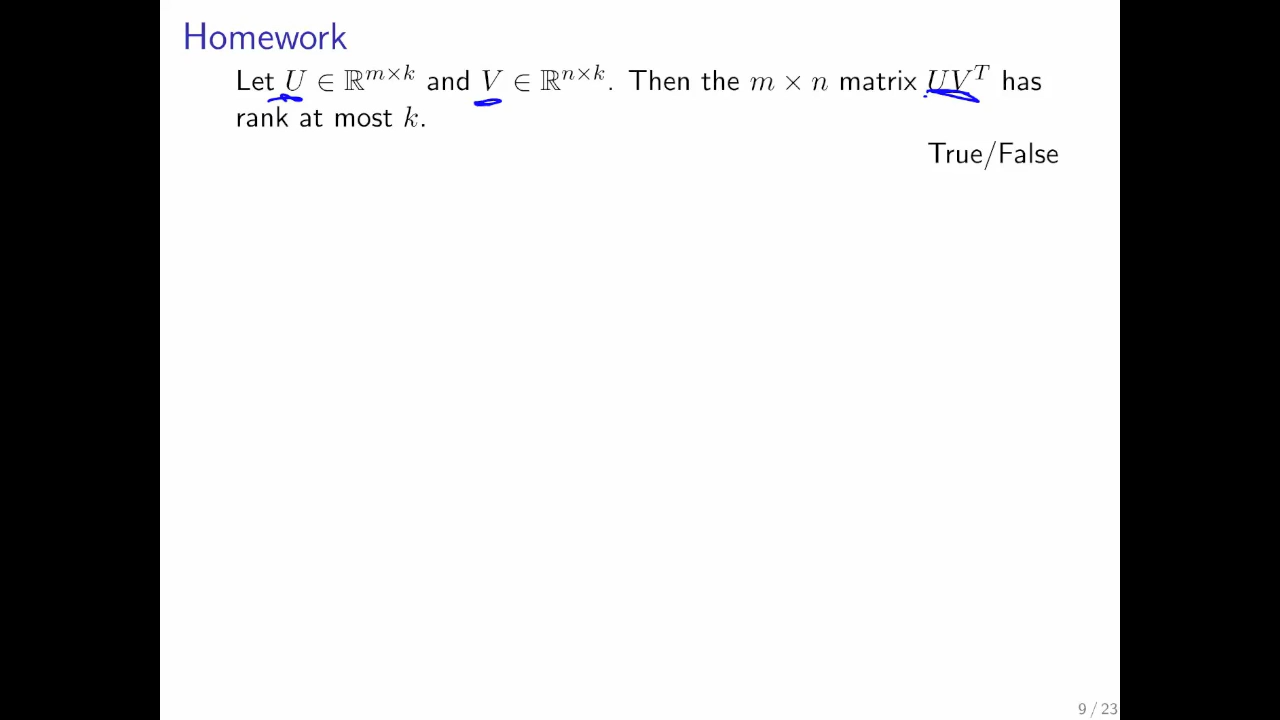 Homework
Let U ∈ ℝ^{m×k} and V ∈ ℝ^{n×k}. Then the m × n matrix UV^T has
rank at most k.
True/False
9 / 23